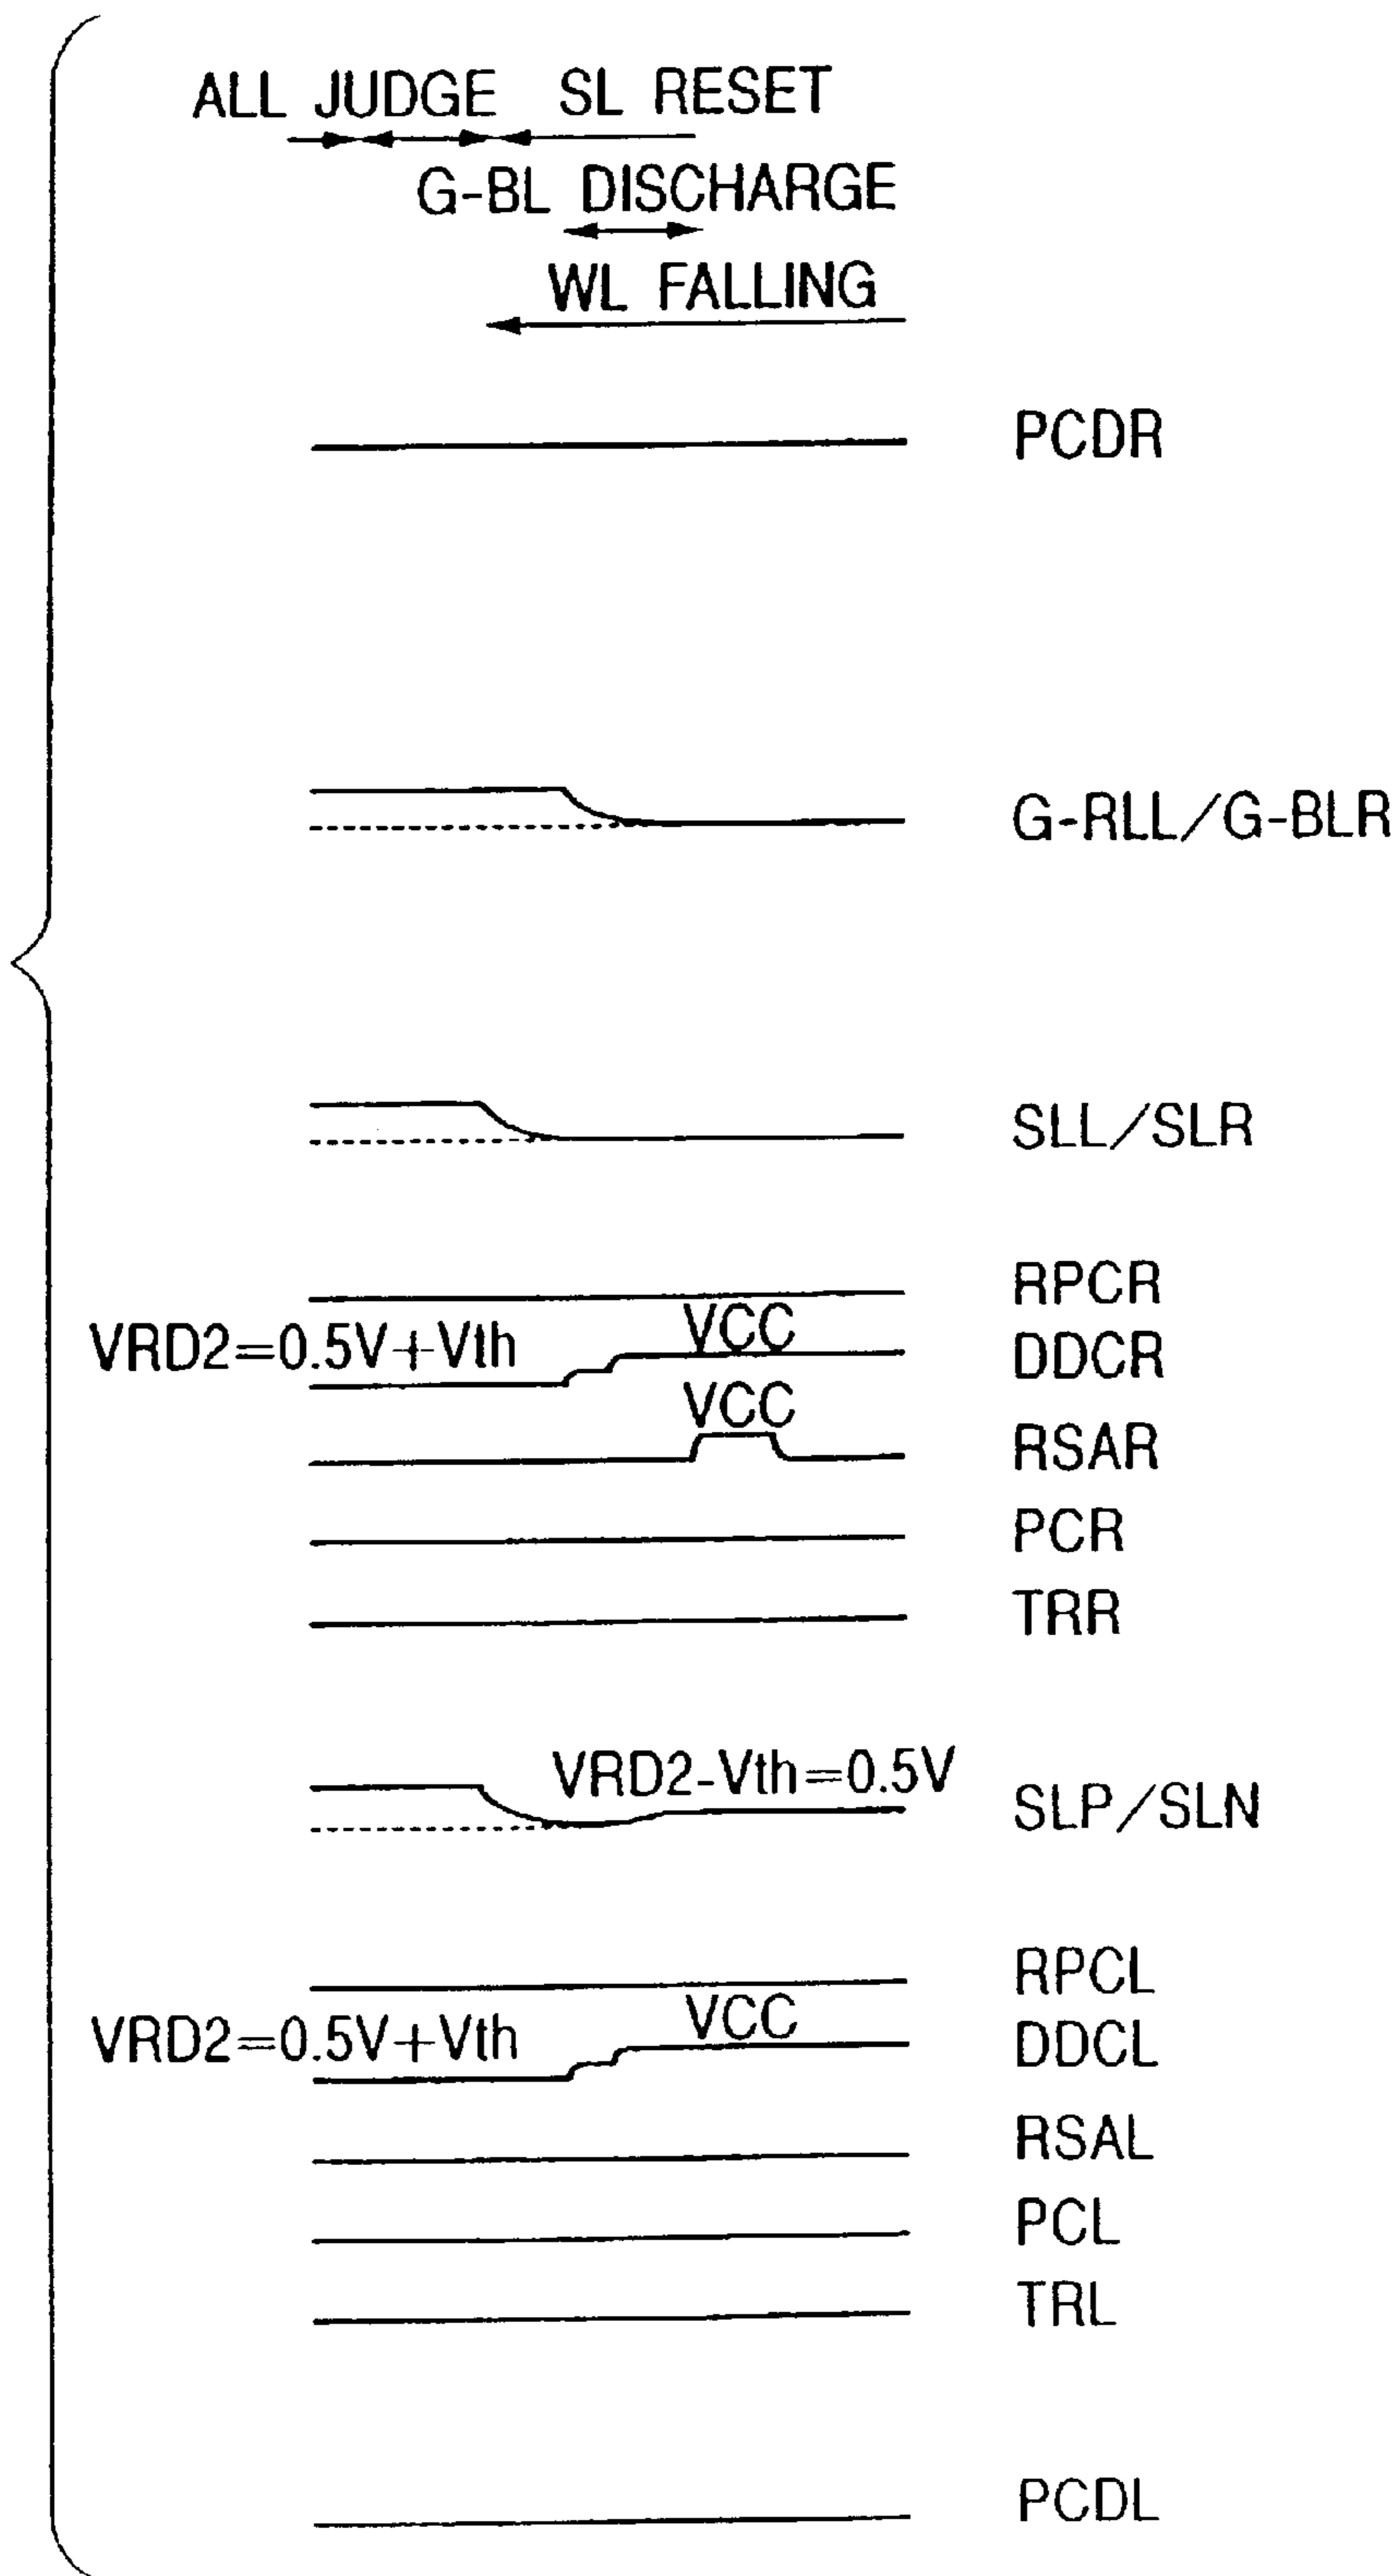 ALL JUDGE SL RESET
G-BL DISCHARGE
WL FALLING
PCDR
G-RLL/G-BLR
SLL/SLR
RPCR
VRD2=0.5V+Vth VCC DDCR
VCC RSAR
PCR
TRR
VRD2-Vth=0.5V SLP/SLN
RPCL
VRD2=0.5V+Vth VCC DDCL
RSAL
PCL
TRL
PCDL